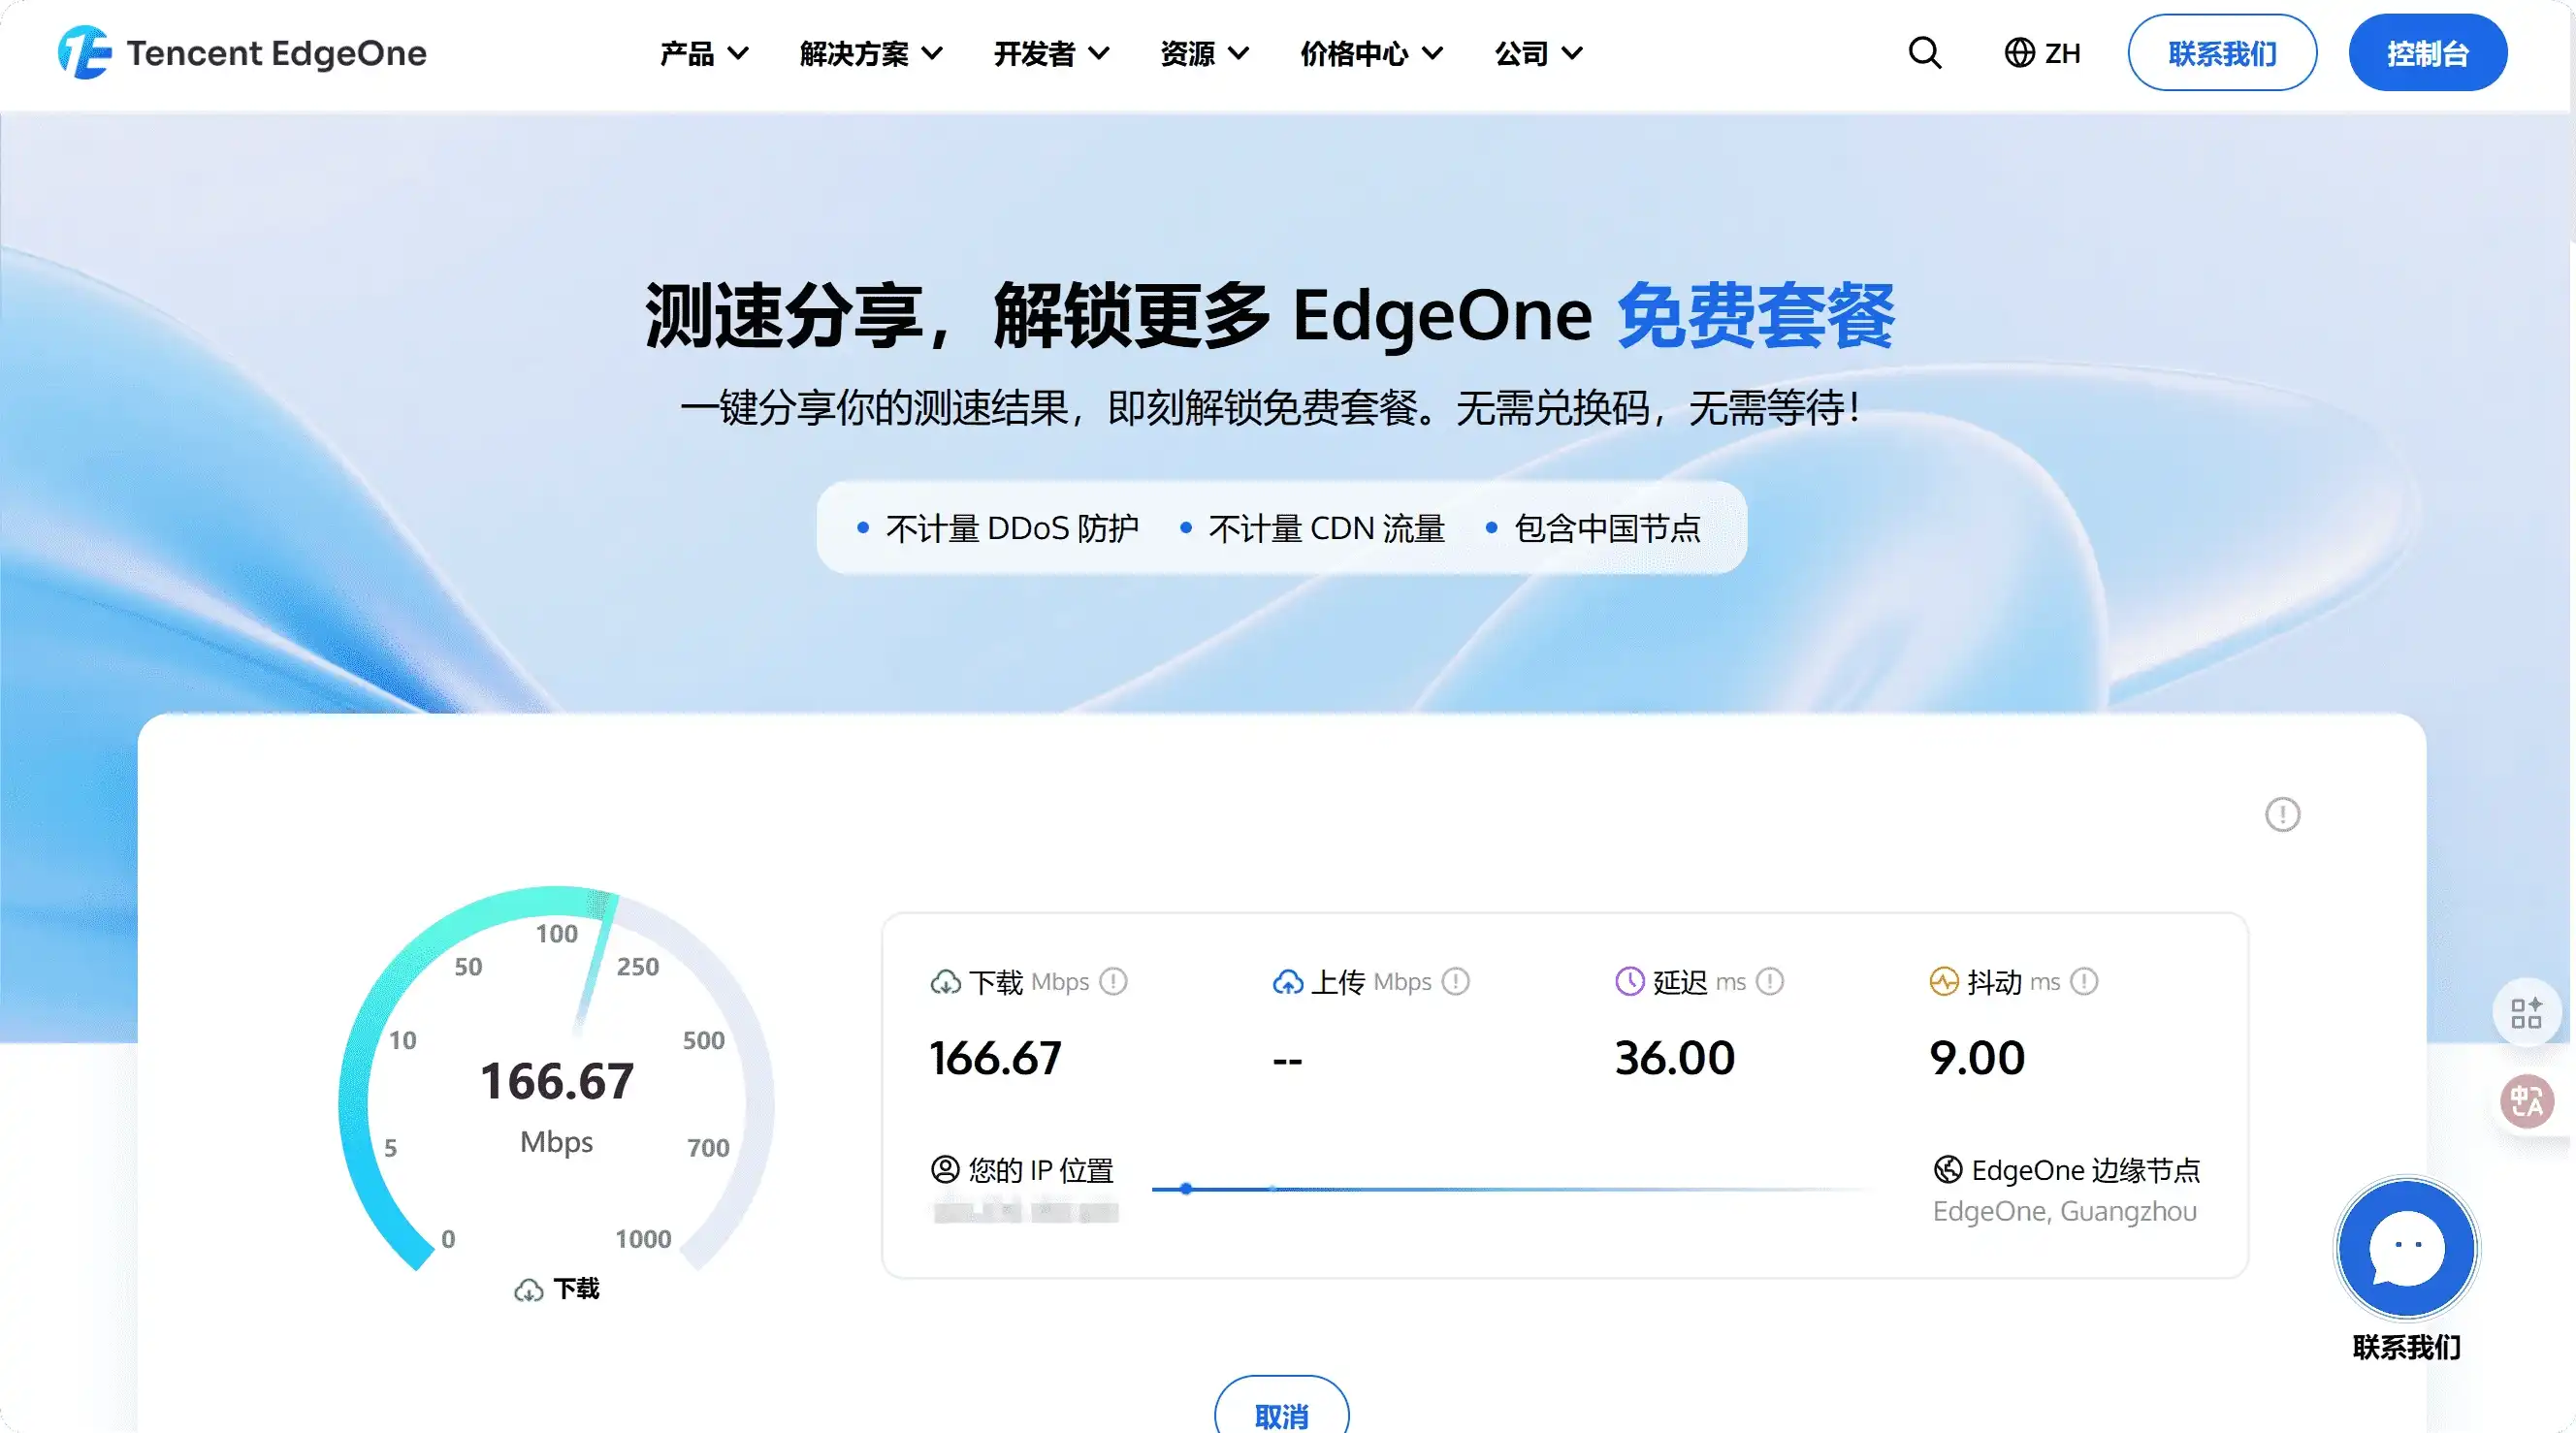 Tencent EdgeOne
产品
解决方案
开发者
资源
价格中心
公司
ZH
联系我们
控制台
测速分享，解锁更多 EdgeOne 免费套餐
一键分享你的测速结果，即刻解锁免费套餐。无需兑换码，无需等待！
不计量 DDoS 防护
不计量 CDN 流量
包含中国节点
0
5
10
50
100
250
500
700
1000
166.67
Mbps
下载
下载 Mbps
166.67
上传 Mbps
--
延迟 ms
36.00
抖动 ms
9.00
您的 IP 位置
EdgeOne 边缘节点
EdgeOne, Guangzhou
中A
联系我们
取消